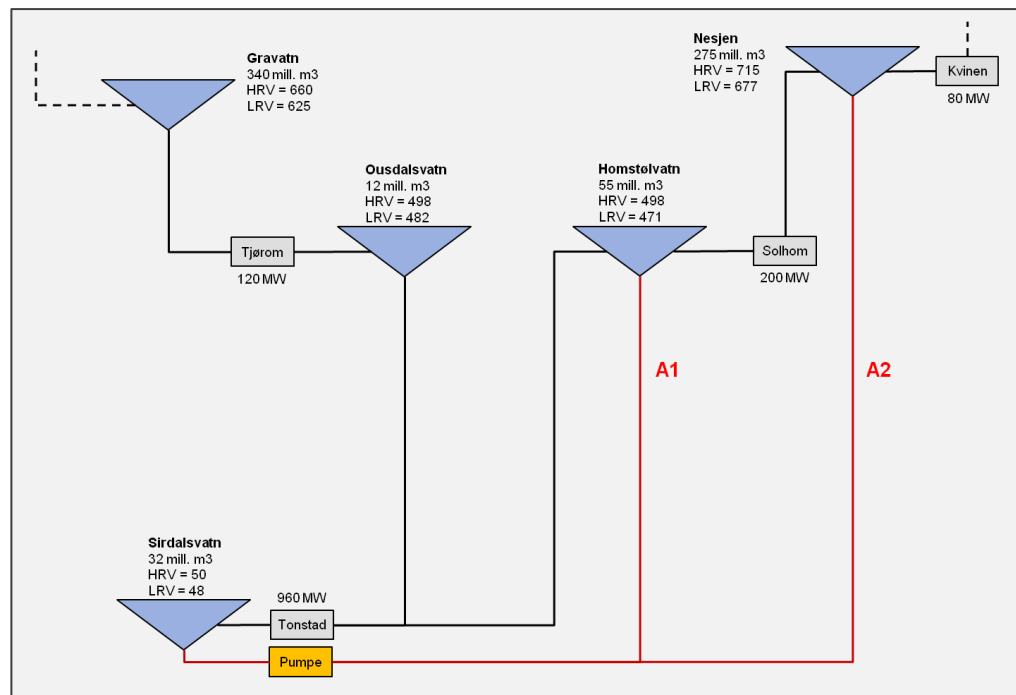 Gravatn
340 mill. m3
HRV = 660
LRV = 625
Nesjen
275 mill. m3
HRV = 715
LRV = 677
Kvinen
80 MW
Ousdalsvatn
12 mill. m3
HRV = 498
LRV = 482
Homstølvatn
55 mill. m3
HRV = 498
LRV = 471
Tjørom
120 MW
Solhom
200 MW
A1
A2
Sirdalsvatn
32 mill. m3
HRV = 50
LRV = 48
960 MW
Tonstad
Pumpe